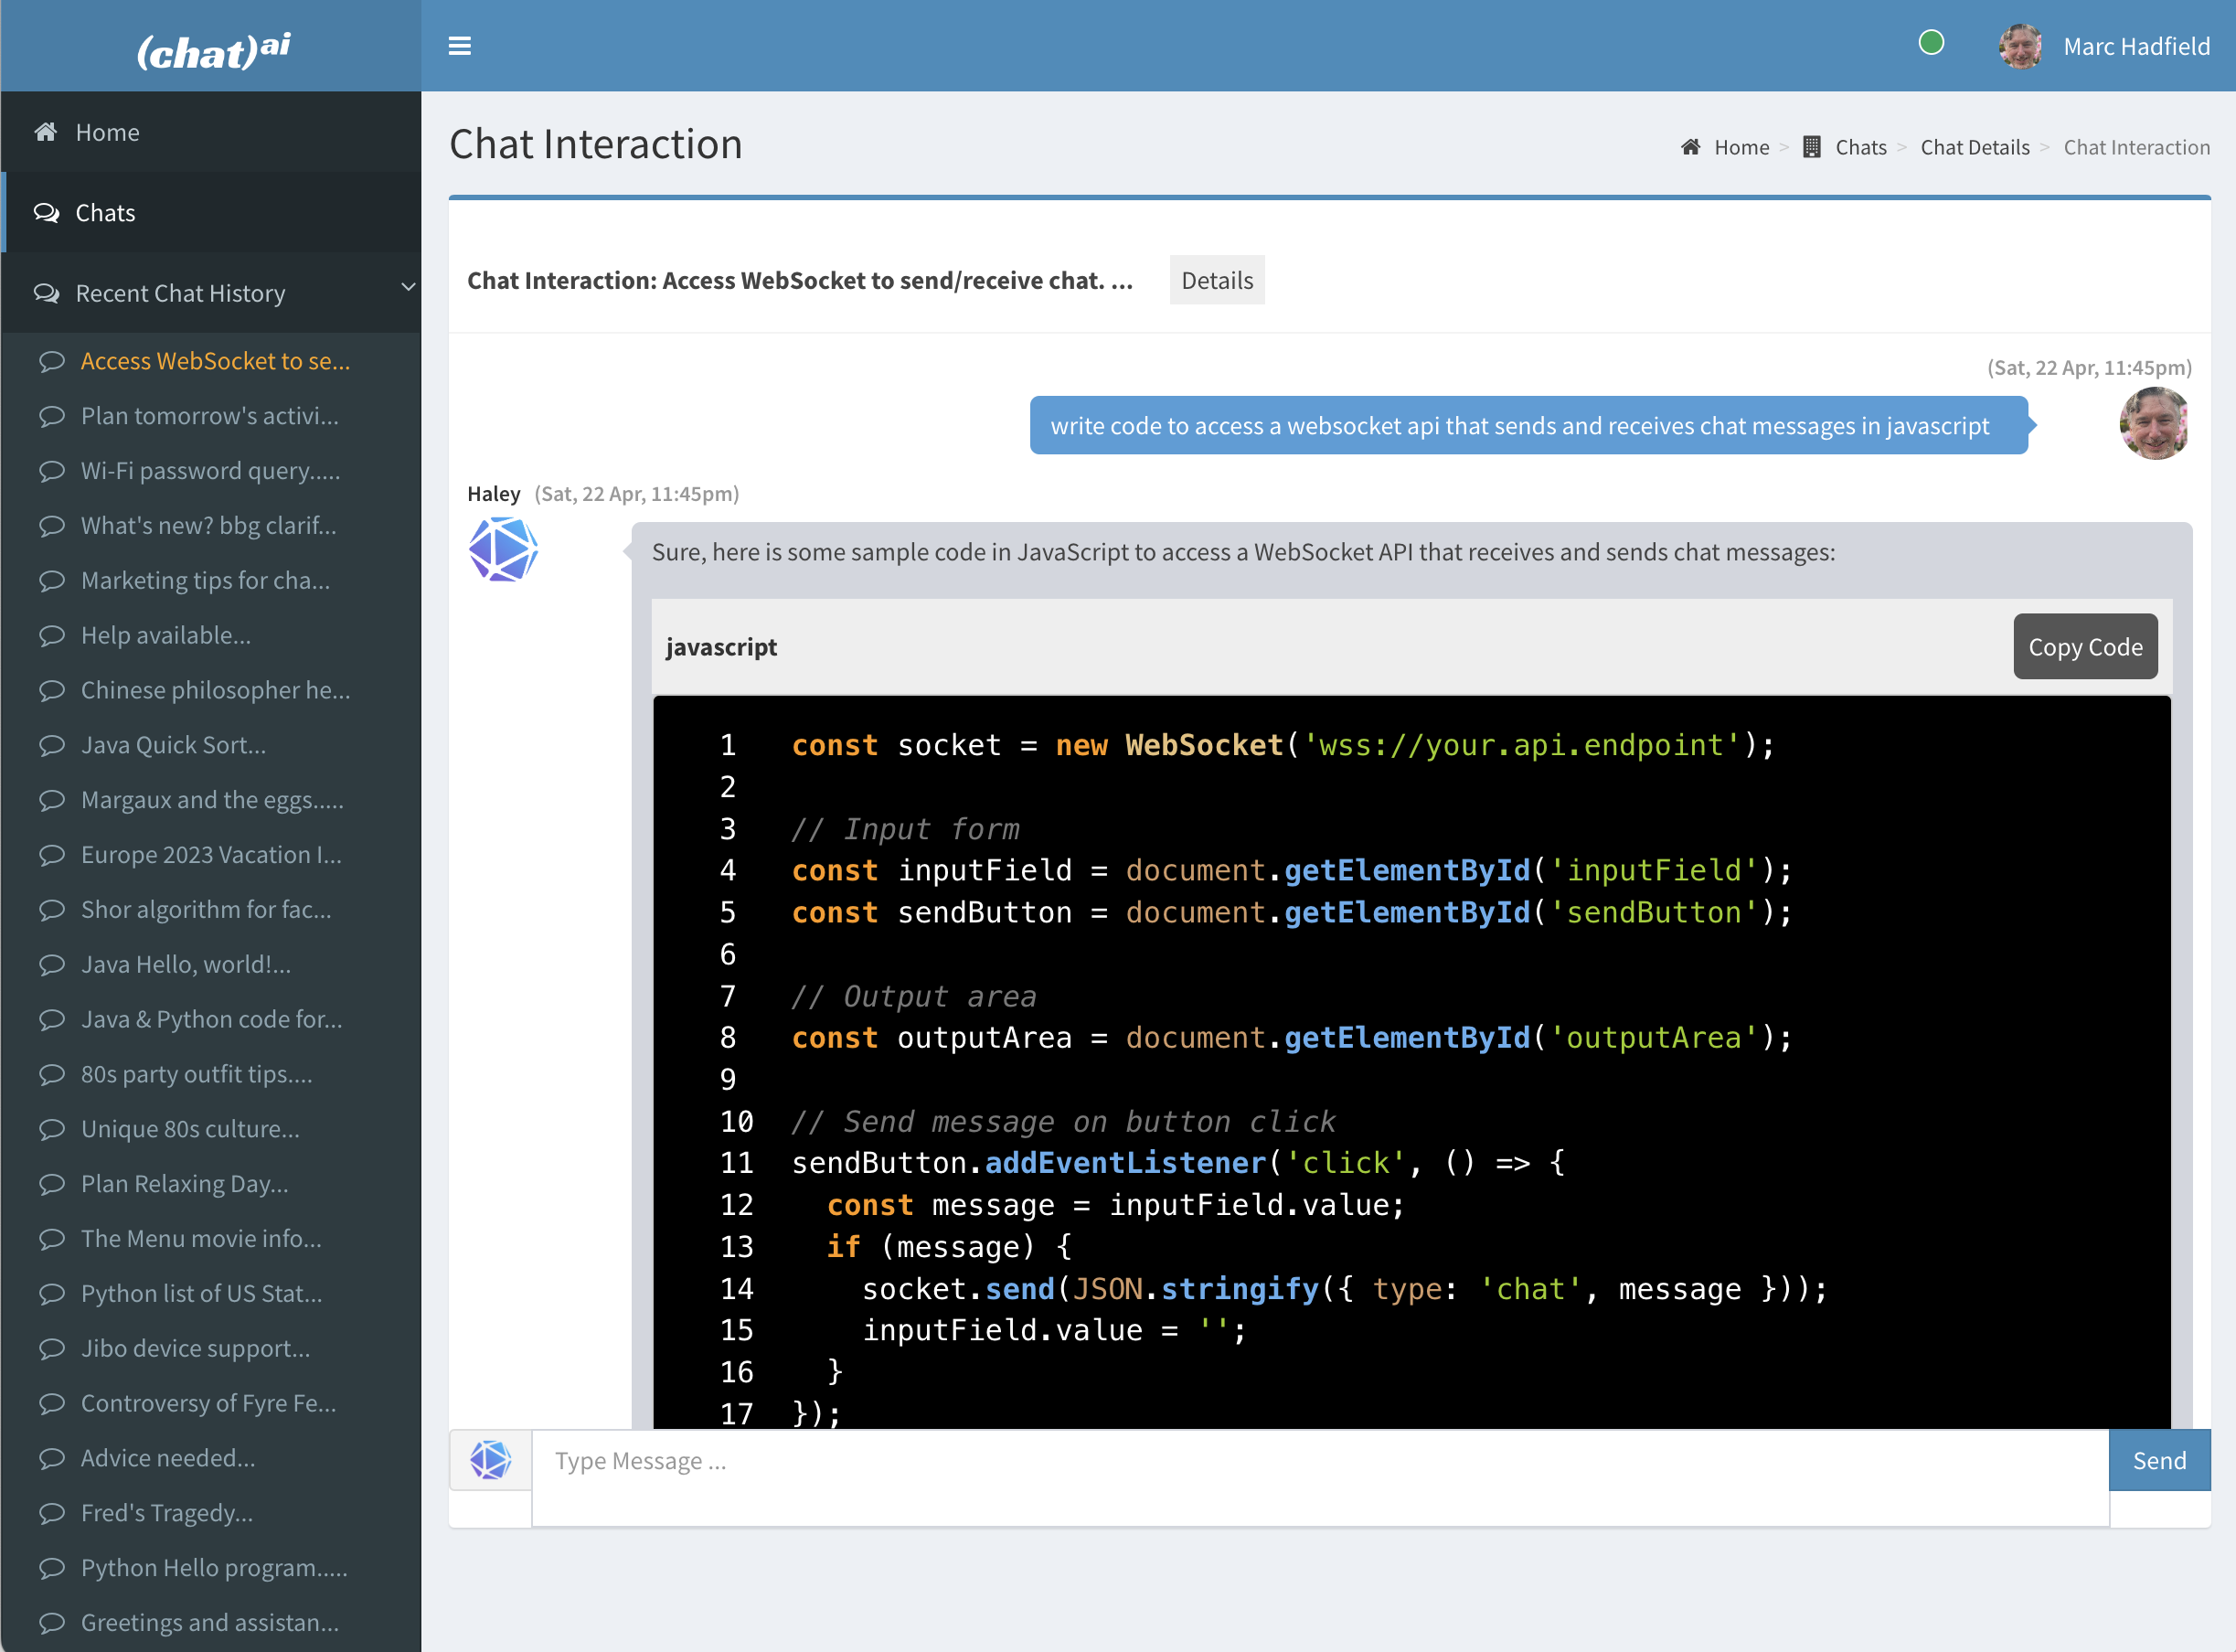 (chat)ai
Marc Hadfield
Home
Chats
Recent Chat History
Access WebSocket to se...
Plan tomorrow's activi...
Wi-Fi password query.....
What's new? bbg clarif...
Marketing tips for cha...
Help available...
Chinese philosopher he...
Java Quick Sort...
Margaux and the eggs.....
Europe 2023 Vacation I...
Shor algorithm for fac...
Java Hello, world!...
Java & Python code for...
80s party outfit tips....
Unique 80s culture...
Plan Relaxing Day...
The Menu movie info...
Python list of US Stat...
Jibo device support...
Controversy of Fyre Fe...
Advice needed...
Fred's Tragedy...
Python Hello program.....
Greetings and assistan...
Chat Interaction
Home > Chats > Chat Details > Chat Interaction
Chat Interaction: Access WebSocket to send/receive chat. ... Details
(Sat, 22 Apr, 11:45pm)
write code to access a websocket api that sends and receives chat messages in javascript
Haley (Sat, 22 Apr, 11:45pm)
Sure, here is some sample code in JavaScript to access a WebSocket API that receives and sends chat messages:
javascript Copy Code
1 const socket = new WebSocket('wss://your.api.endpoint');
2
3 // Input form
4 const inputField = document.getElementById('inputField');
5 const sendButton = document.getElementById('sendButton');
6
7 // Output area
8 const outputArea = document.getElementById('outputArea');
9
10 // Send message on button click
11 sendButton.addEventListener('click', () => {
12 const message = inputField.value;
13 if (message) {
14 socket.send(JSON.stringify({ type: 'chat', message }));
15 inputField.value = '';
16 }
17 });
Type Message ... Send